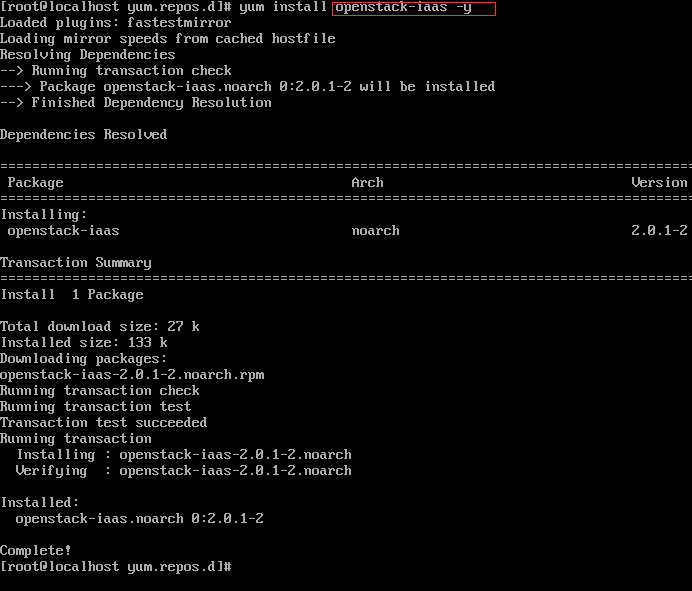 [root@localhost yum.repos.d]# yum install openstack-iaas -y
Loaded plugins: fastestmirror
Loading mirror speeds from cached hostfile
Resolving Dependencies
--> Running transaction check
---> Package openstack-iaas.noarch 0:2.0.1-2 will be installed
--> Finished Dependency Resolution

Dependencies Resolved

=======================================================================================
 Package                                    Arch                               Version
=======================================================================================
Installing:
 openstack-iaas                             noarch                             2.0.1-2

Transaction Summary
=======================================================================================
Install  1 Package

Total download size: 27 k
Installed size: 133 k
Downloading packages:
openstack-iaas-2.0.1-2.noarch.rpm
Running transaction check
Running transaction test
Transaction test succeeded
Running transaction
  Installing : openstack-iaas-2.0.1-2.noarch
  Verifying  : openstack-iaas-2.0.1-2.noarch

Installed:
  openstack-iaas.noarch 0:2.0.1-2

Complete!
[root@localhost yum.repos.d]#